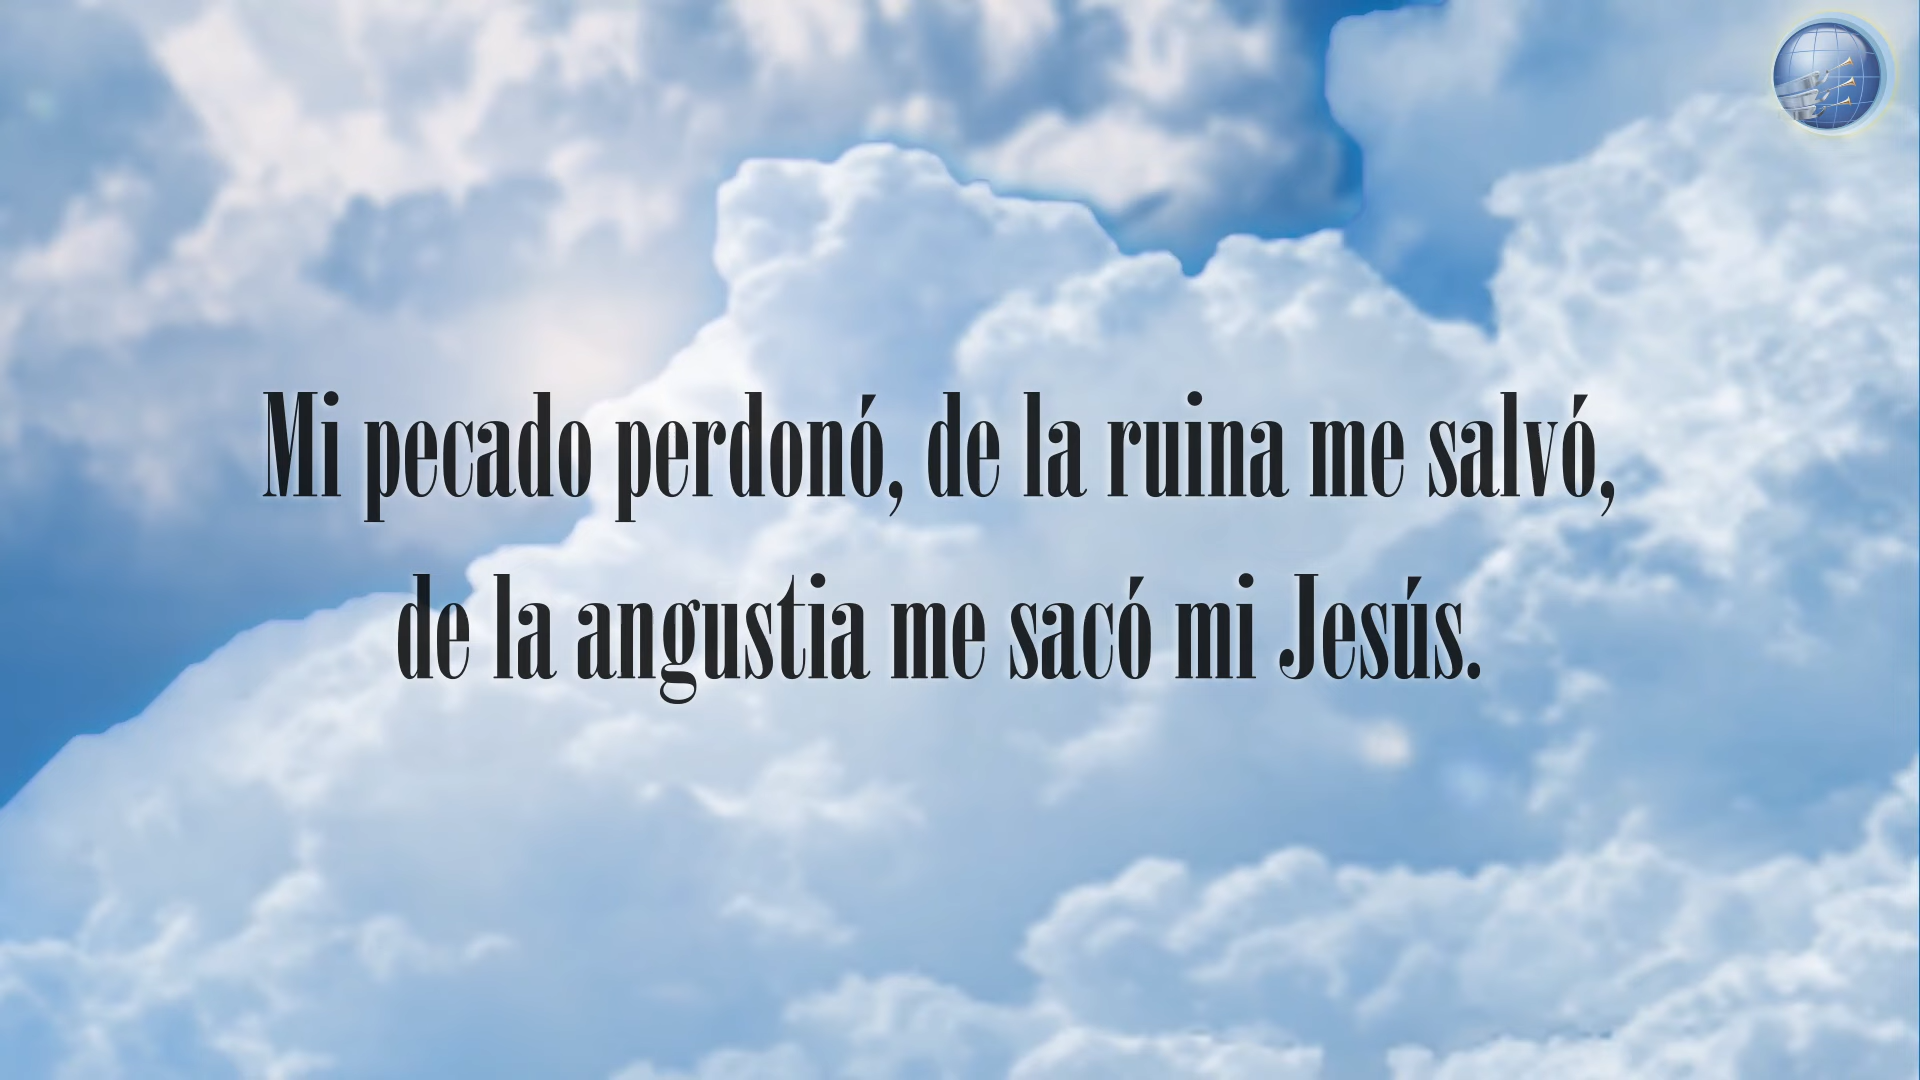 Mi pecado perdonó, de la ruina me salvó,
de la angustia me sacó mi Jesús.